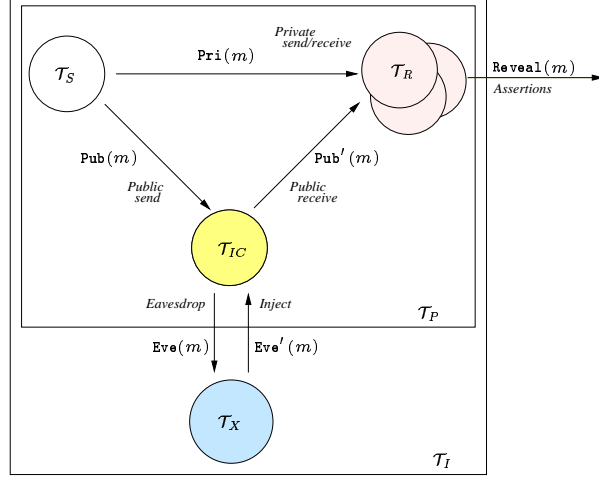 Private
send/receive
Pri(m)
𝒯_S
𝒯_R
Reveal(m)
Assertions
Pub(m)
Pub′(m)
Public
send
Public
receive
𝒯_IC
Eavesdrop
Inject
𝒯_P
Eve(m)
Eve′(m)
𝒯_X
𝒯_I